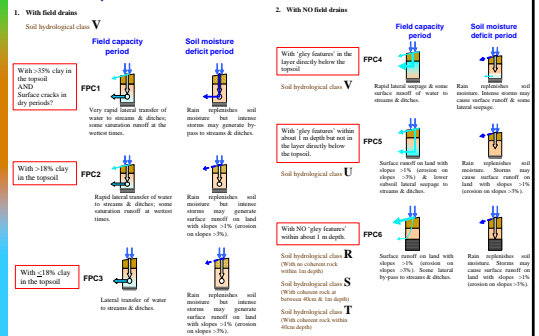 1. With field drains
Soil hydrological class V
Field capacity
period
Soil moisture
deficit period
With >35% clay in
the topsoil
AND
Surface cracks in
dry periods?
FPC1
Very rapid lateral transfer of
water to streams & ditches;
some saturation runoff at the
wettest times.
Rain replenishes soil
moisture but intense
storms may generate by-
pass to streams & ditches.
With >18% clay
in the topsoil
FPC2
Rapid lateral transfer of water
to streams & ditches; some
saturation runoff at wettest
times.
Rain replenishes soil
moisture but intense
storms may generate
surface runoff on land
with slopes >1% (erosion
on slopes >3%).
With <18% clay
in the topsoil
FPC3
Lateral transfer of water
to streams & ditches.
Rain replenishes soil
moisture but intense
storms may generate
surface runoff on land
with slopes >1% (erosion
on slopes >3%).
2. With NO field drains
Field capacity
period
Soil moisture
deficit period
With 'gley features' in the
layer directly below the
topsoil
Soil hydrological class V
FPC4
Rapid lateral seepage & some
surface runoff of water to
streams & ditches.
Rain replenishes soil
moisture. Intense storms may
cause surface runoff & some
lateral seepage.
With 'gley features' within
about 1 m depth but not in
the layer directly below
the topsoil.
Soil hydrological class U
FPC5
Surface runoff on land with
slopes >1% (erosion on
slopes >3%) & lower
subsoil lateral seepage to
streams & ditches.
Rain replenishes soil
moisture. Storms may
cause surface runoff on
land with slopes >1%
(erosion on slopes >3%).
With NO 'gley features'
within about 1 m depth.
Soil hydrological class R
(With no coherent rock
within 1m depth)
Soil hydrological class S
(With coherent rock at
between 40cm & 1m depth)
Soil hydrological class T
(With coherent rock within
40cm depth)
FPC6
Surface runoff on land with
slopes >1% (erosion on
slopes >3%). Some lateral
by-pass to streams & ditches.
Rain replenishes soil
moisture. Storms may
cause surface runoff on
land with slopes >1%
(erosion on slopes >3%).